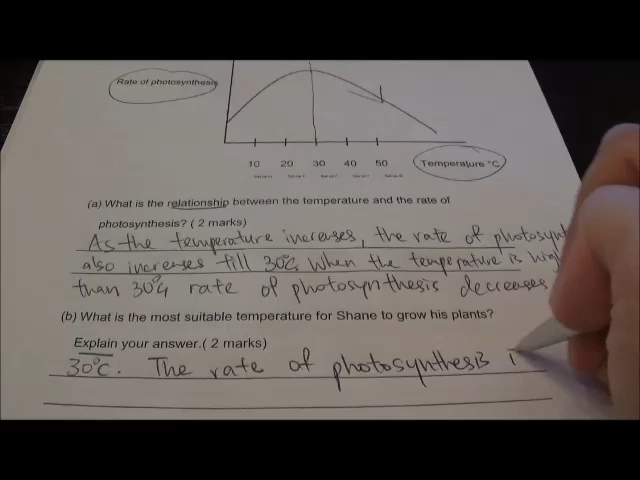 Rate of photosynthesis
10 20 30 40 50
Temperature °C
(a) What is the relationship between the temperature and the rate of
photosynthesis? ( 2 marks)
As the temperature increases, the rate of photosynt
also increases till 30°C. When the temperature is high
than 30°C, rate of photosynthesis decreases
(b) What is the most suitable temperature for Shane to grow his plants?
Explain your answer.( 2 marks)
30°C. The rate of photosynthesis i